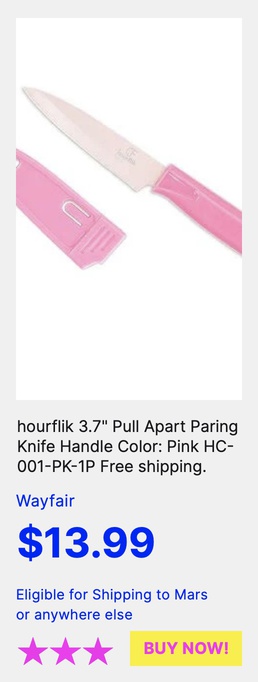 hourflik 3.7" Pull Apart Paring
Knife Handle Color: Pink HC-
001-PK-1P Free shipping.
Wayfair
$13.99
Eligible for Shipping to Mars
or anywhere else
BUY NOW!